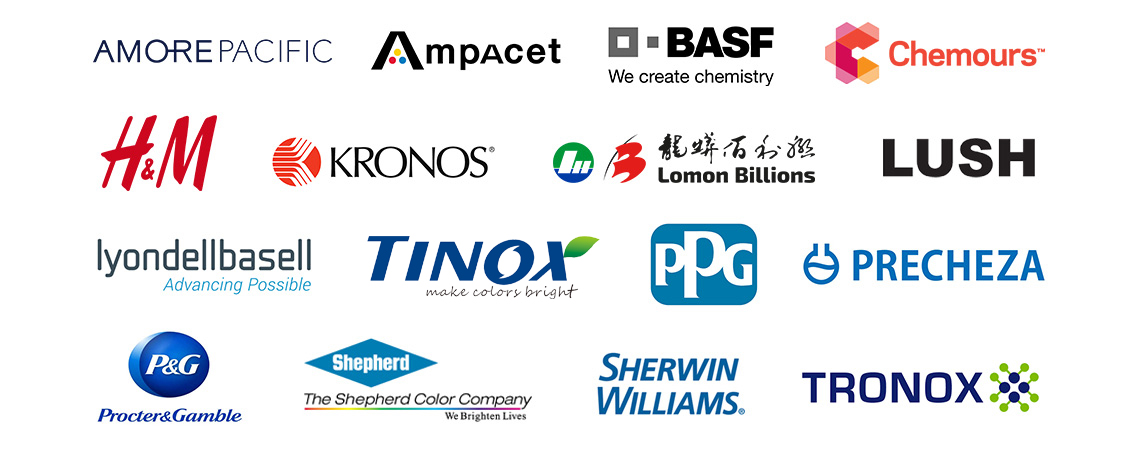 AMOREPACIFIC
Ampacet
BASF
We create chemistry
Chemours™
H&M
KRONOS®
LH
龍蟒佰利聯
Lomon Billions
LUSH
lyondellbasell
Advancing Possible
TINOX
make colors bright
PPG
PRECHEZA
P&G
Procter&Gamble
Shepherd
The Shepherd Color Company
We Brighten Lives
SHERWIN
WILLIAMS®
TRONOX